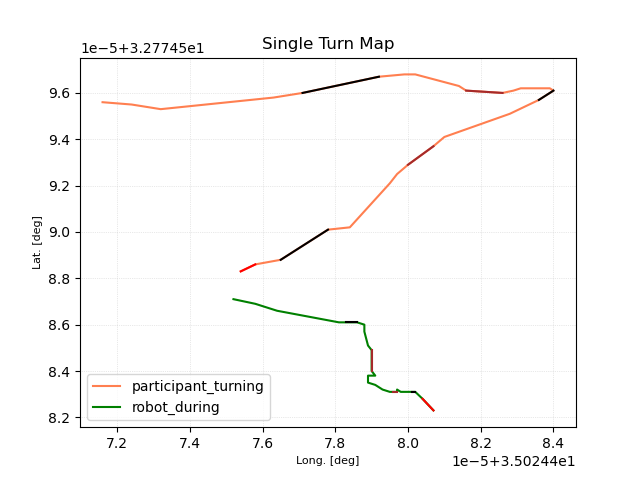 Single Turn Map
1e−5+3.27745e1
9.6
9.4
9.2
9.0
8.8
8.6
8.4
8.2
Lat. [deg]
participant_turning
robot_during
7.2 7.4 7.6 7.8 8.0 8.2 8.4
Long. [deg]
1e−5+3.50244e1